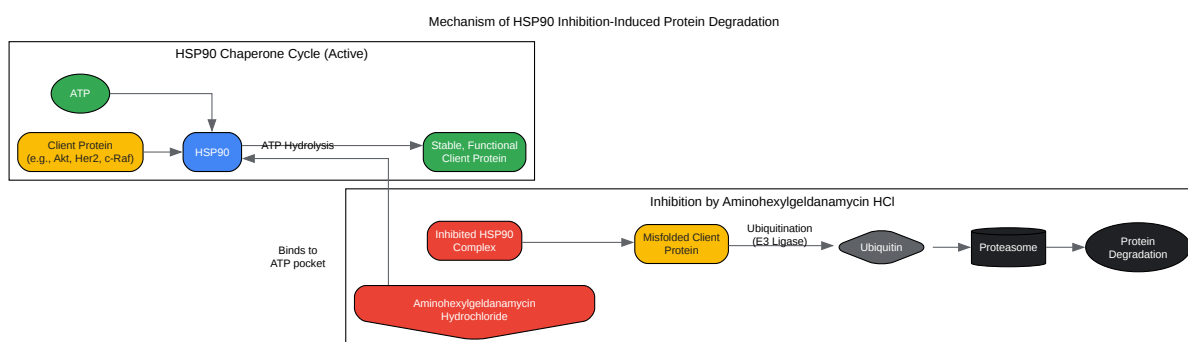 Mechanism of HSP90 Inhibition-Induced Protein Degradation
HSP90 Chaperone Cycle (Active)
ATP
Client Protein
(e.g., Akt, Her2, c-Raf)
HSP90
ATP Hydrolysis
Stable, Functional
Client Protein
Inhibition by Aminohexylgeldanamycin HCl
Binds to
ATP pocket
Inhibited HSP90
Complex
Misfolded Client
Protein
Ubiquitination
(E3 Ligase)
Ubiquitin
Proteasome
Protein
Degradation
Aminohexylgeldanamycin
Hydrochloride